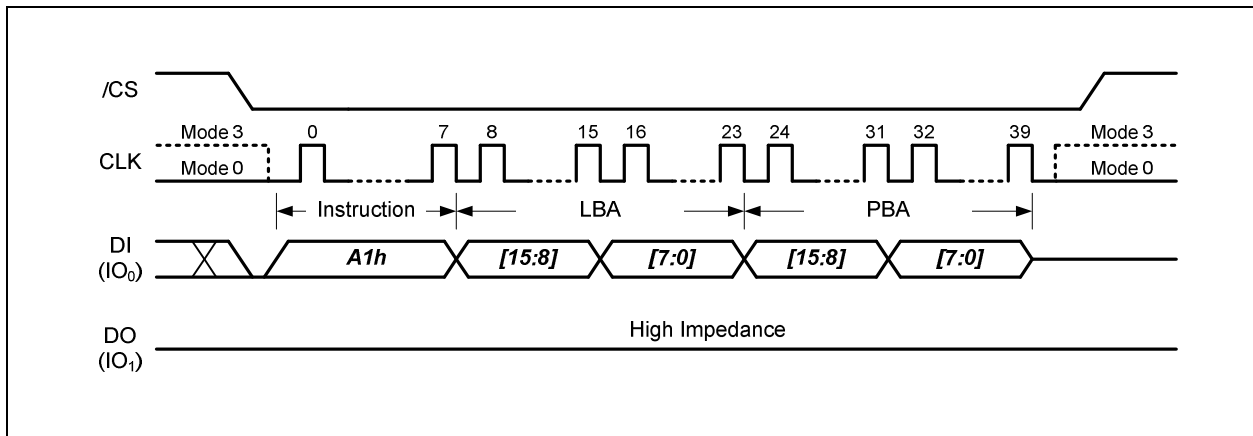 /CS
Mode 3 0 7 8 15 16 23 24 31 32 39 Mode 3
CLK
Mode 0 Mode 0
Instruction LBA PBA
DI
(IO₀)
A1h [15:8] [7:0] [15:8] [7:0]
DO
(IO₁)
High Impedance